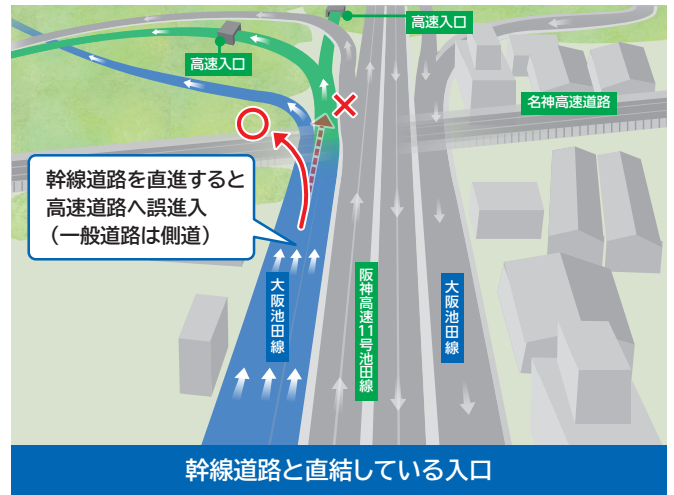 高速入口
高速入口
名神高速道路
幹線道路を直進すると
高速道路へ誤進入
（一般道路は側道）
大阪池田線
阪神高速11号池田線
大阪池田線
幹線道路と直結している入口